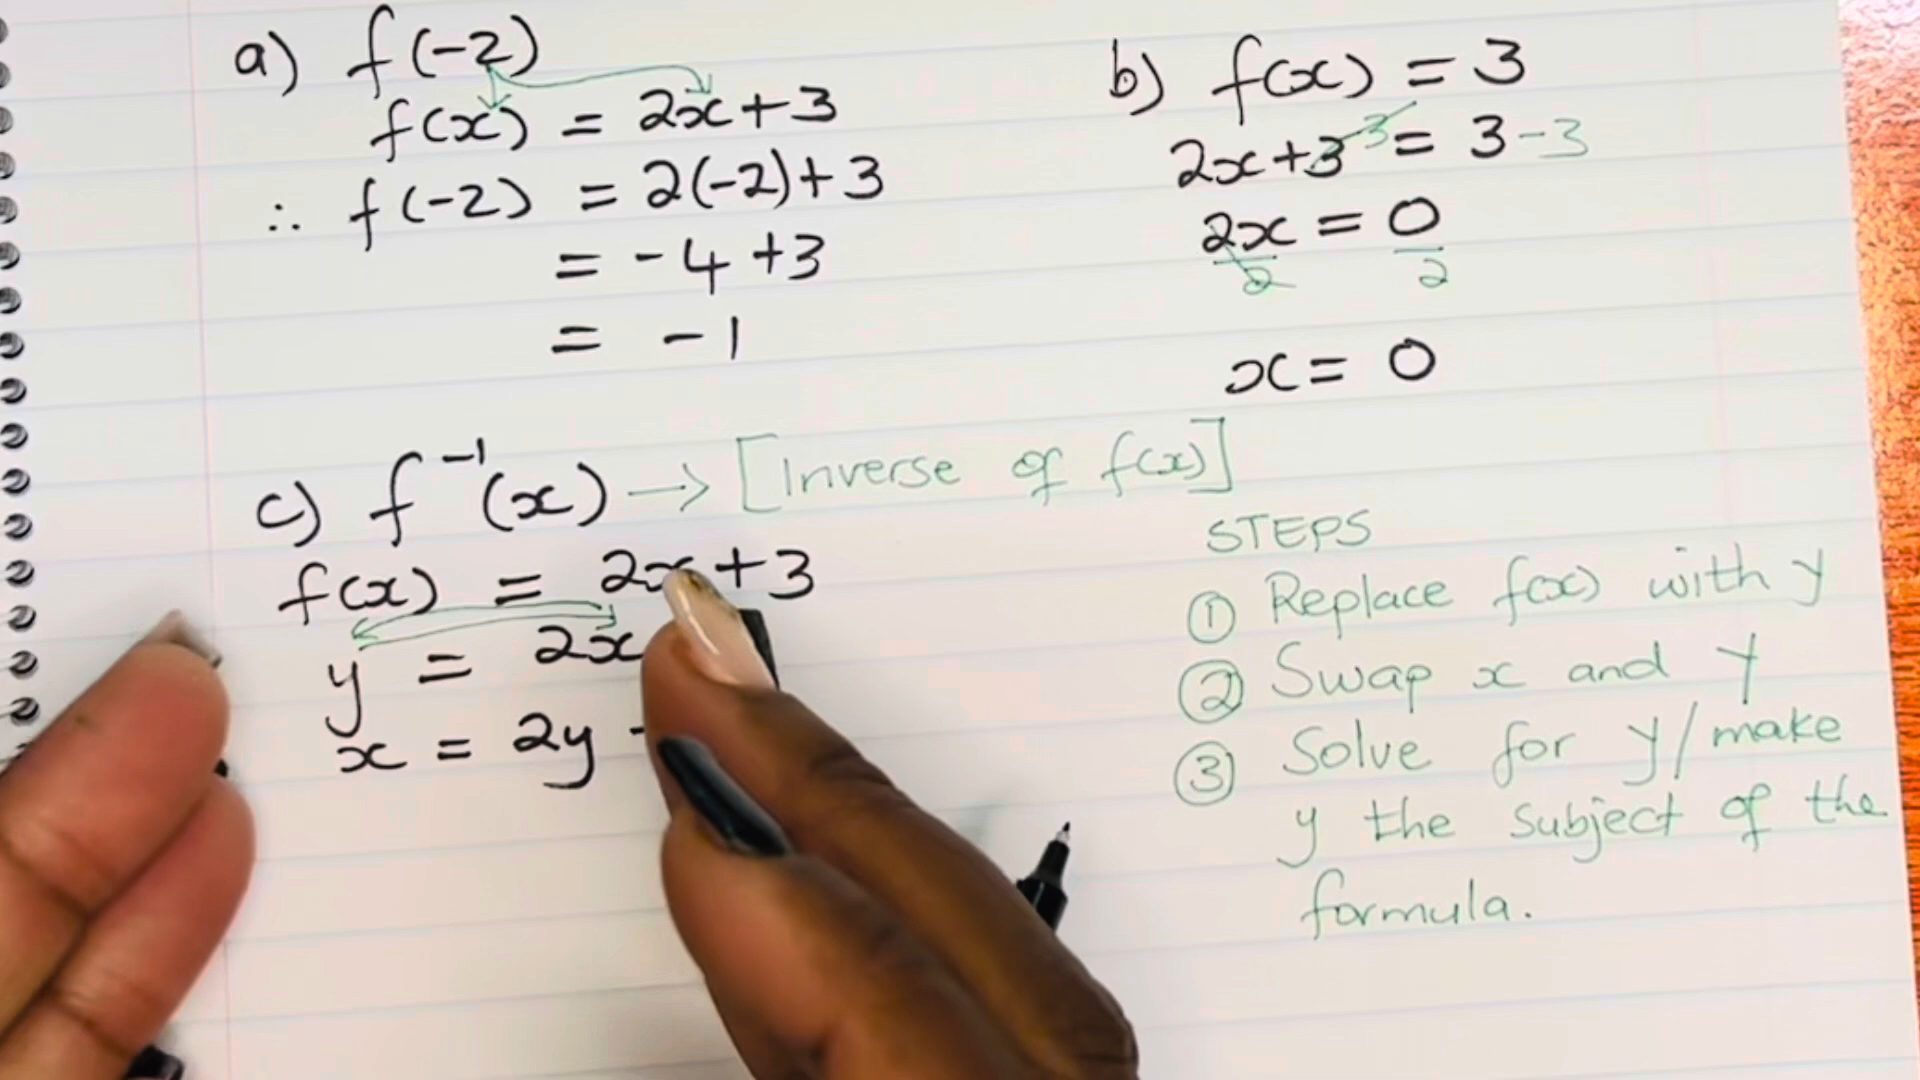 a) f(-2)
f(x) = 2x+3
∴ f(-2) = 2(-2)+3
= -4 +3
= -1
b) f(x) = 3
2x+3-3 = 3-3
2x/2 = 0/2
x = 0
c) f⁻¹(x) → [Inverse of f(x)]
f(x) = 2x+3
y = 2x
x = 2y
STEPS
① Replace f(x) with y
② Swap x and y
③ Solve for y/make
y the subject of the
formula.